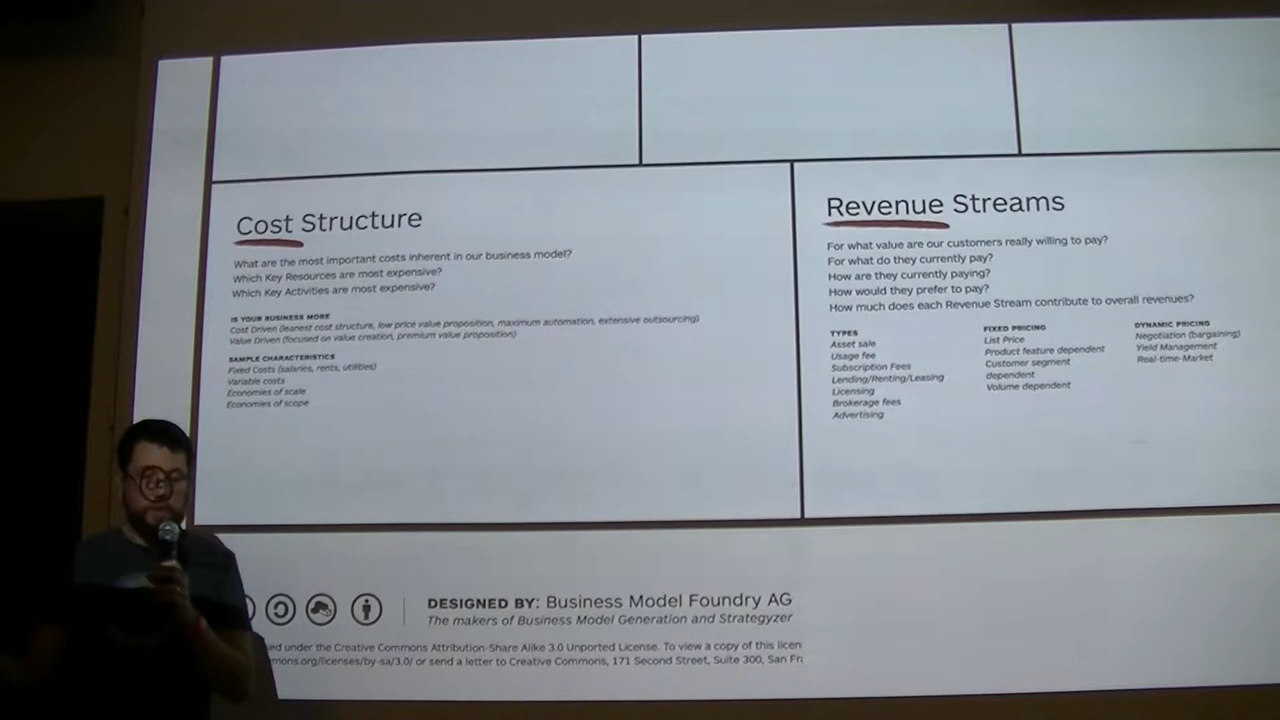 Cost Structure
What are the most important costs inherent in our business model?
Which Key Resources are most expensive?
Which Key Activities are most expensive?
IS YOUR BUSINESS MORE
Cost Driven (leanest cost structure, low price value proposition, maximum automation, extensive outsourcing)
Value Driven (focused on value creation, premium value proposition)
SAMPLE CHARACTERISTICS
Fixed Costs (salaries, rents, utilities)
Variable costs
Economies of scale
Economies of scope
Revenue Streams
For what value are our customers really willing to pay?
For what do they currently pay?
How are they currently paying?
How would they prefer to pay?
How much does each Revenue Stream contribute to overall revenues?
TYPES
Asset sale
Usage fee
Subscription Fees
Lending/Renting/Leasing
Licensing
Brokerage fees
Advertising
FIXED PRICING
List Price
Product feature dependent
Customer segment
dependent
Volume dependent
DYNAMIC PRICING
Negotiation (bargaining)
Yield Management
Real-time-Market
DESIGNED BY: Business Model Foundry AG
The makers of Business Model Generation and Strategyzer
ed under the Creative Commons Attribution-Share Alike 3.0 Unported License. To view a copy of this licen
mons.org/licenses/by-sa/3.0/ or send a letter to Creative Commons, 171 Second Street, Suite 300, San Fr